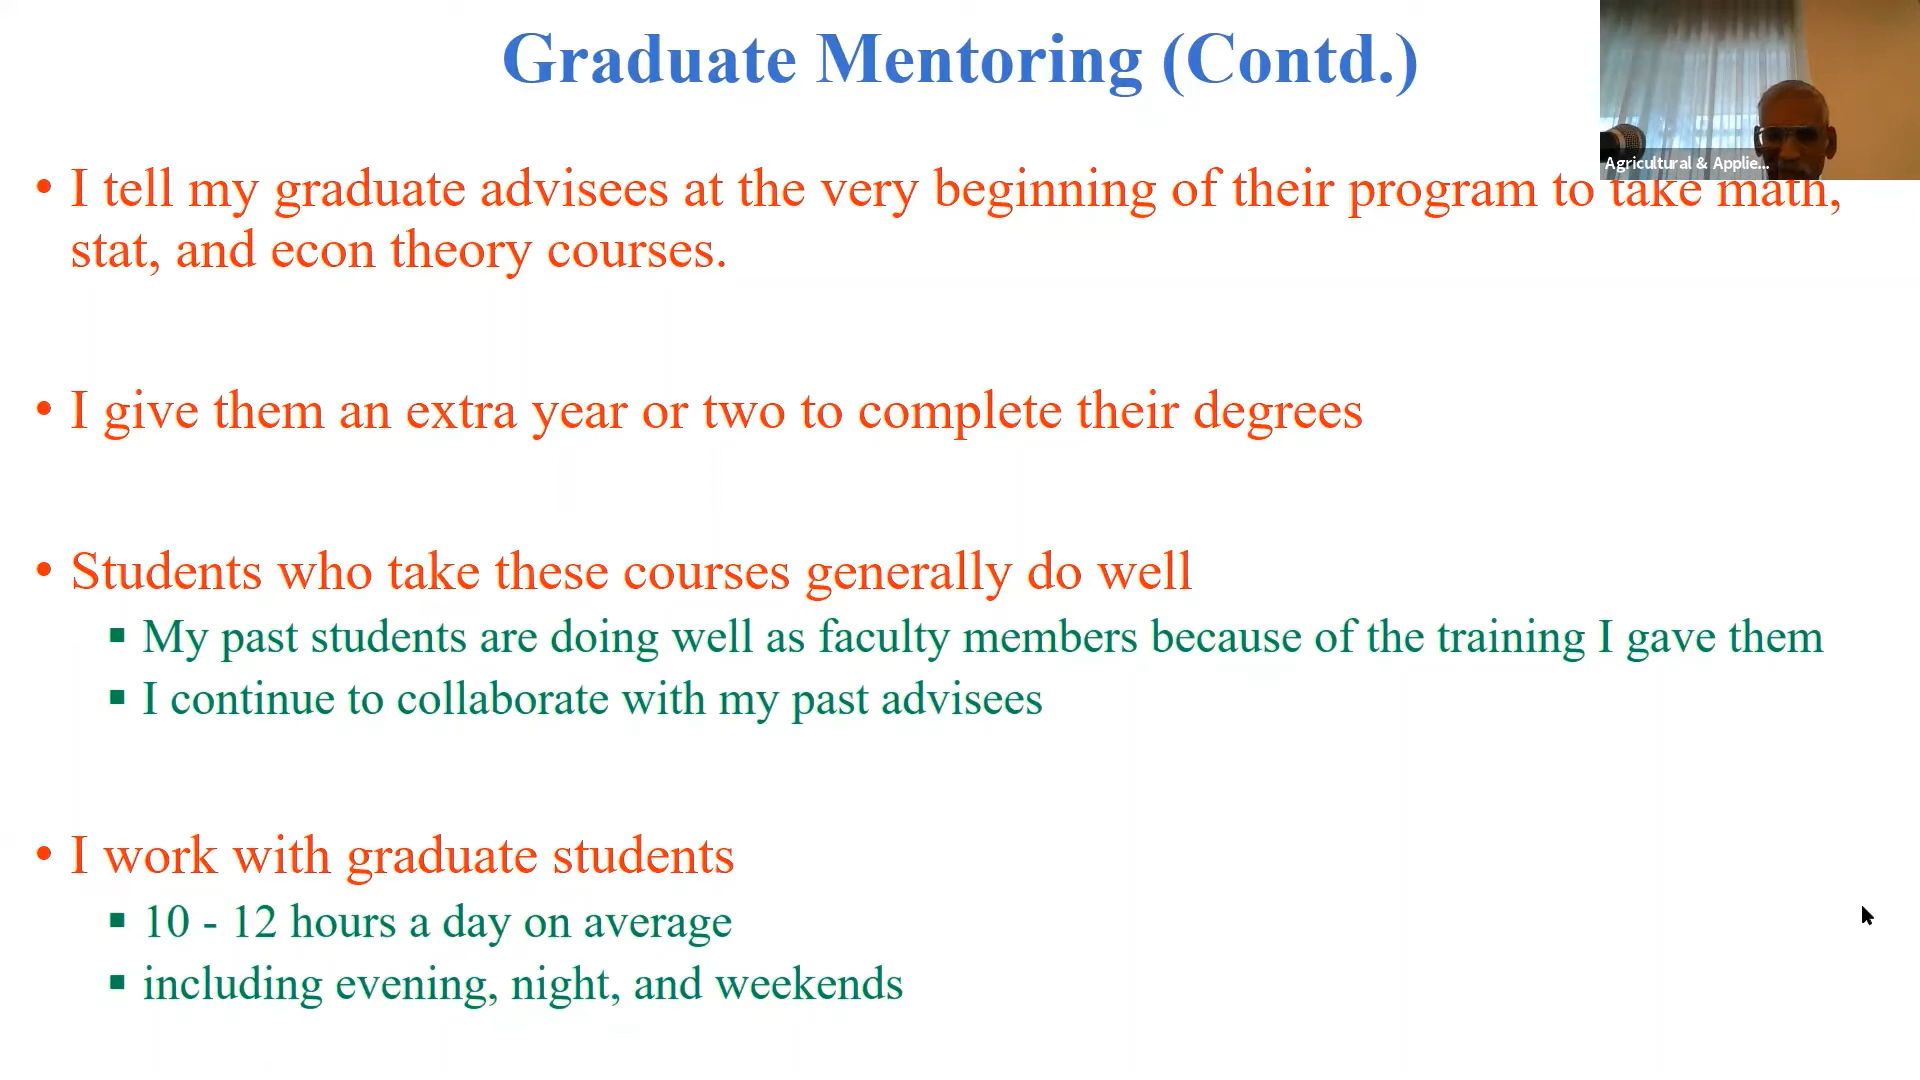 Graduate Mentoring (Contd.)
Agricultural & Applie...
• I tell my graduate advisees at the very beginning of their program to take math,
stat, and econ theory courses.
• I give them an extra year or two to complete their degrees
• Students who take these courses generally do well
▪ My past students are doing well as faculty members because of the training I gave them
▪ I continue to collaborate with my past advisees
• I work with graduate students
▪ 10 - 12 hours a day on average
▪ including evening, night, and weekends